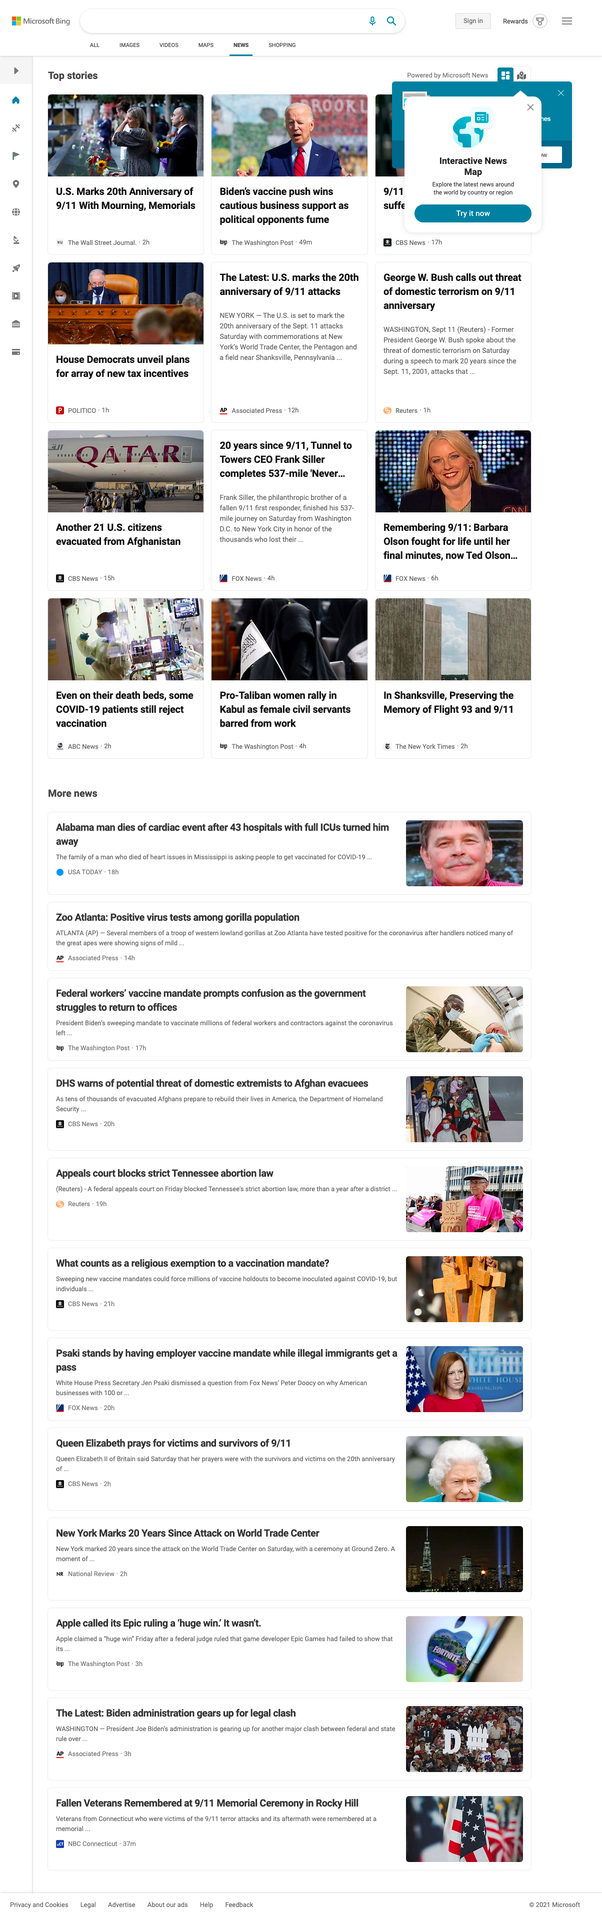 Microsoft Bing
Sign in
Rewards
ALL
IMAGES
VIDEOS
MAPS
NEWS
SHOPPING
Top stories
Powered by Microsoft News
Interactive News
Map
Explore the latest news around
the world by country or region
Try it now
U.S. Marks 20th Anniversary of
9/11 With Mourning, Memorials
The Wall Street Journal. · 2h
BROOKL
Biden's vaccine push wins
cautious business support as
political opponents fume
wp The Washington Post · 49m
9/11
suffe
CBS News · 17h
House Democrats unveil plans
for array of new tax incentives
POLITICO · 1h
The Latest: U.S. marks the 20th
anniversary of 9/11 attacks
NEW YORK — The U.S. is set to mark the
20th anniversary of the Sept. 11 attacks
Saturday with commemorations at New
York's World Trade Center, the Pentagon and
a field near Shanksville, Pennsylvania ...
AP Associated Press · 12h
George W. Bush calls out threat
of domestic terrorism on 9/11
anniversary
WASHINGTON, Sept 11 (Reuters) - Former
President George W. Bush spoke about the
threat of domestic terrorism on Saturday
during a speech to mark 20 years since the
Sept. 11, 2001, attacks that ...
Reuters · 1h
QATAR
Another 21 U.S. citizens
evacuated from Afghanistan
CBS News · 15h
20 years since 9/11, Tunnel to
Towers CEO Frank Siller
completes 537-mile 'Never...
Frank Siller, the philanthropic brother of a
fallen 9/11 first responder, finished his 537-
mile journey on Saturday from Washington
D.C. to New York City in honor of the
thousands who lost their ...
FOX News · 4h
CNN
Remembering 9/11: Barbara
Olson fought for life until her
final minutes, now Ted Olson...
FOX News · 6h
Even on their death beds, some
COVID-19 patients still reject
vaccination
ABC News · 2h
Pro-Taliban women rally in
Kabul as female civil servants
barred from work
wp The Washington Post · 4h
In Shanksville, Preserving the
Memory of Flight 93 and 9/11
The New York Times · 2h
More news
Alabama man dies of cardiac event after 43 hospitals with full ICUs turned him
away
The family of a man who died of heart issues in Mississippi is asking people to get vaccinated for COVID-19 ...
USA TODAY · 18h
Zoo Atlanta: Positive virus tests among gorilla population
ATLANTA (AP) — Several members of a troop of western lowland gorillas at Zoo Atlanta have tested positive for the coronavirus after handlers noticed many of
the great apes were showing signs of mild ...
AP Associated Press · 14h
Federal workers' vaccine mandate prompts confusion as the government
struggles to return to offices
President Biden's sweeping mandate to vaccinate millions of federal workers and contractors against the coronavirus
left ...
wp The Washington Post · 17h
DHS warns of potential threat of domestic extremists to Afghan evacuees
As tens of thousands of evacuated Afghans prepare to rebuild their lives in America, the Department of Homeland
Security ...
CBS News · 20h
Appeals court blocks strict Tennessee abortion law
(Reuters) - A federal appeals court on Friday blocked Tennessee's strict abortion law, more than a year after a district ...
Reuters · 19h
STOP
WAR
WOMEN
What counts as a religious exemption to a vaccination mandate?
Sweeping new vaccine mandates could force millions of vaccine holdouts to become inoculated against COVID-19, but
individuals ...
CBS News · 21h
Psaki stands by having employer vaccine mandate while illegal immigrants get a
pass
White House Press Secretary Jen Psaki dismissed a question from Fox News' Peter Doocy on why American
businesses with 100 or ...
FOX News · 20h
WHITE HOUS
WASHINGTON
Queen Elizabeth prays for victims and survivors of 9/11
Queen Elizabeth II of Britain said Saturday that her prayers were with the survivors and victims on the 20th anniversary
of ...
CBS News · 2h
New York Marks 20 Years Since Attack on World Trade Center
New York marked 20 years since the attack on the World Trade Center on Saturday, with a ceremony at Ground Zero. A
moment of ...
NR National Review · 2h
Apple called its Epic ruling a 'huge win.' It wasn't.
Apple claimed a "huge win" Friday after a federal judge ruled that game developer Epic Games had failed to show that
its ...
wp The Washington Post · 3h
FORTNITE
The Latest: Biden administration gears up for legal clash
WASHINGTON — President Joe Biden's administration is gearing up for another major clash between federal and state
rule over ...
AP Associated Press · 3h
D
Fallen Veterans Remembered at 9/11 Memorial Ceremony in Rocky Hill
Veterans from Connecticut who were victims of the 9/11 terror attacks and its aftermath were remembered at a
memorial ...
NBC Connecticut · 37m
Privacy and Cookies
Legal
Advertise
About our ads
Help
Feedback
© 2021 Microsoft